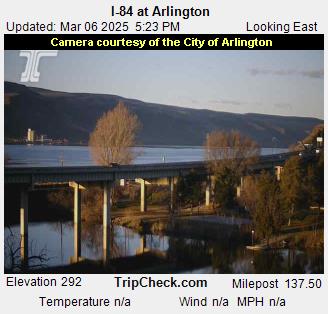 I-84 at Arlington
Updated: Mar 06 2025 5:23 PM Looking East
Camera courtesy of the City of Arlington
Elevation 292 TripCheck.com Milepost 137.50
Temperature n/a Wind n/a MPH n/a